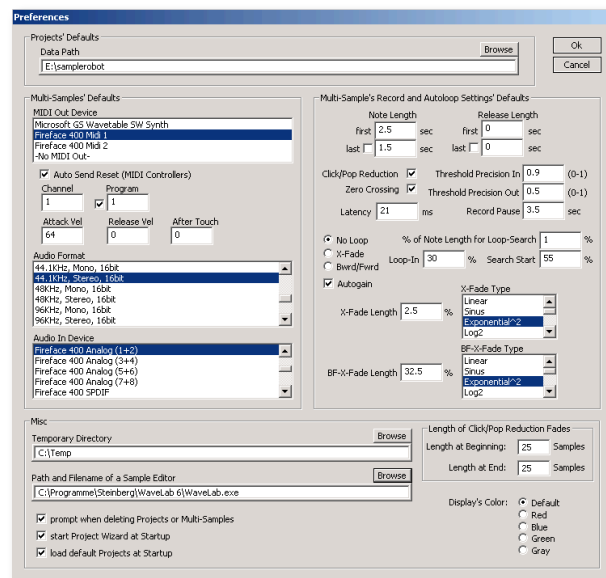 Preferences
Projects' Defaults
Data Path
Browse
E:\samplerobot
Ok
Cancel
Multi-Samples' Defaults
MIDI Out Device
Microsoft GS Wavetable SW Synth
Fireface 400 Midi 1
Fireface 400 Midi 2
-No MIDI Out-
Auto Send Reset (MIDI Controllers)
Channel Program
1 1
Attack Vel Release Vel After Touch
64 0 0
Audio Format
44.1KHz, Mono, 16bit
44.1KHz, Stereo, 16bit
48KHz, Mono, 16bit
48KHz, Stereo, 16bit
96KHz, Mono, 16bit
96KHz, Stereo, 16bit
Audio In Device
Fireface 400 Analog (1+2)
Fireface 400 Analog (3+4)
Fireface 400 Analog (5+6)
Fireface 400 Analog (7+8)
Fireface 400 SPDIF
Multi-Sample's Record and Autoloop Settings' Defaults
Note Length Release Length
first 2.5 sec first 0 sec
last 1.5 sec last 0 sec
Click/Pop Reduction Threshold Precision In 0.9 (0-1)
Zero Crossing Threshold Precision Out 0.5 (0-1)
Latency 21 ms Record Pause 3.5 sec
No Loop % of Note Length for Loop-Search 1 %
X-Fade
Bwrd/Fwrd Loop-In 30 % Search Start 55 %
Autogain
X-Fade Type
X-Fade Length 2.5 %
Linear
Sinus
Exponential^2
Log2
BF-X-Fade Type
BF-X-Fade Length 32.5 %
Linear
Sinus
Exponential^2
Log2
Misc
Temporary Directory
Browse
C:\Temp
Path and Filename of a Sample Editor
Browse
C:\Programme\Steinberg\WaveLab 6\WaveLab.exe
prompt when deleting Projects or Multi-Samples
start Project Wizard at Startup
load default Projects at Startup
Length of Click/Pop Reduction Fades
Length at Beginning: 25 Samples
Length at End: 25 Samples
Display's Color: Default
Red
Blue
Green
Gray